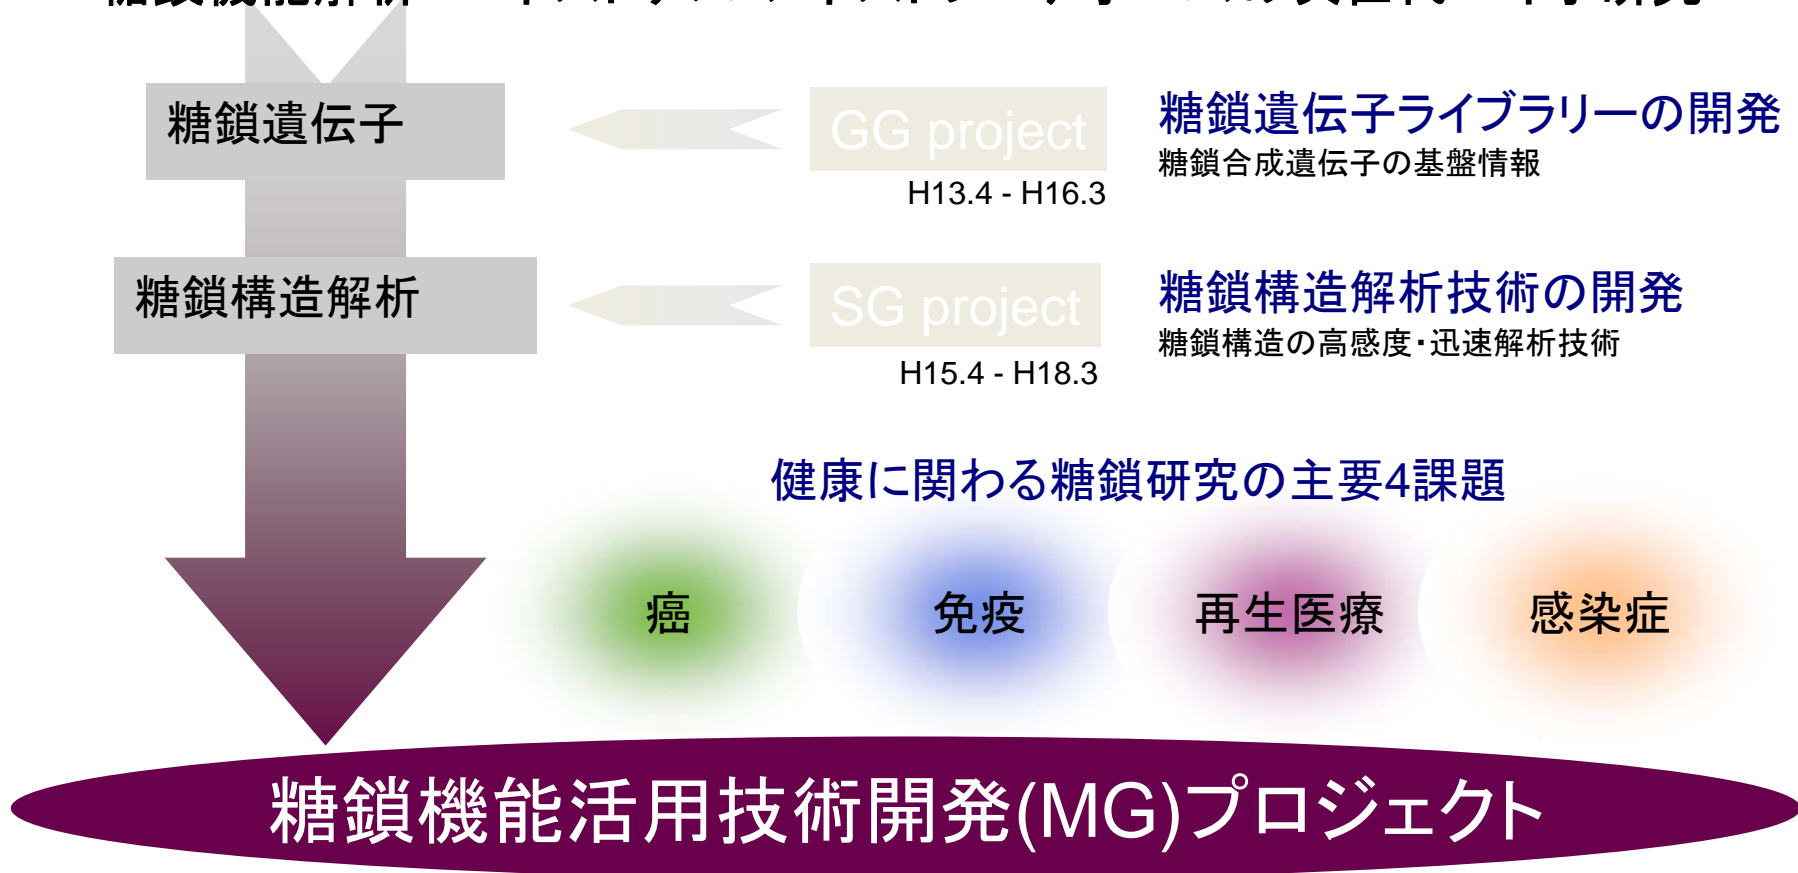 糖鎖機能解析
糖鎖遺伝子
GG project
糖鎖遺伝子ライブラリーの開発
糖鎖合成遺伝子の基盤情報
H13.4 - H16.3
糖鎖構造解析
SG project
糖鎖構造解析技術の開発
糖鎖構造の高感度・迅速解析技術
H15.4 - H18.3
健康に関わる糖鎖研究の主要4課題
癌
免疫
再生医療
感染症
糖鎖機能活用技術開発(MG)プロジェクト